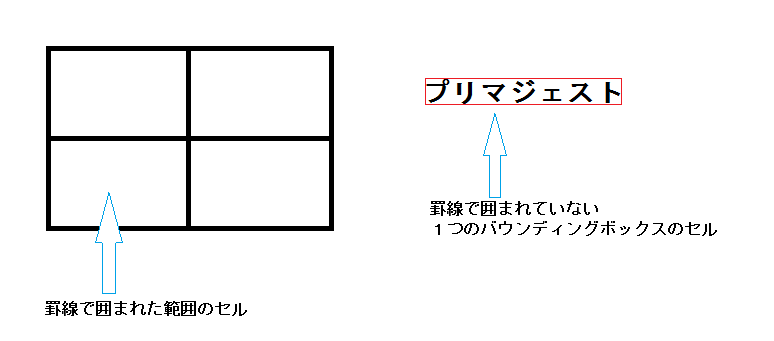 プリマジェスト
罫線で囲まれていない
１つのバウンディングボックスのセル
罫線で囲まれた範囲のセル